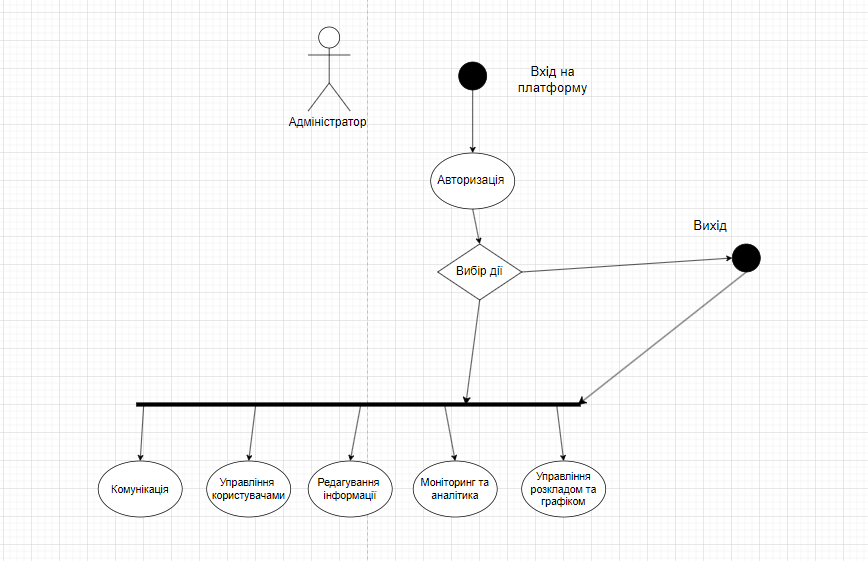 Вхід на
платформу
Адміністратор
Авторизація
Вихід
Вибір дії
Комунікація
Управління
користувачами
Редагування
інформації
Моніторинг та
аналітика
Управління
розкладом та
графіком